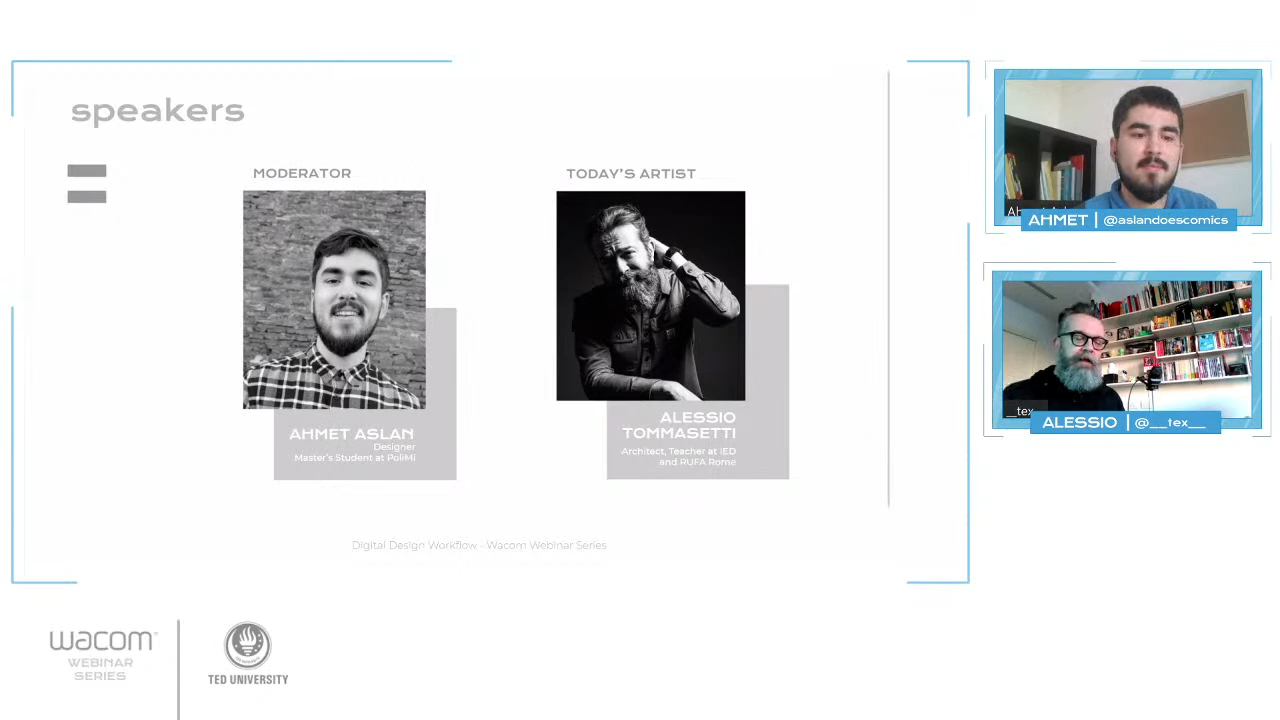 speakers
MODERATOR
TODAY'S ARTIST
AHMET ASLAN
Designer
Master's Student at PoliMi
ALESSIO
TOMMASETTI
Architect, Teacher at IED
and RUFA Rome
Digital Design Workflow - Wacom Webinar Series
AHMET | @aslandoescomics
__tex__
ALESSIO | @__tex__
wacom
WEBINAR
SERIES
TED UNIVERSITY